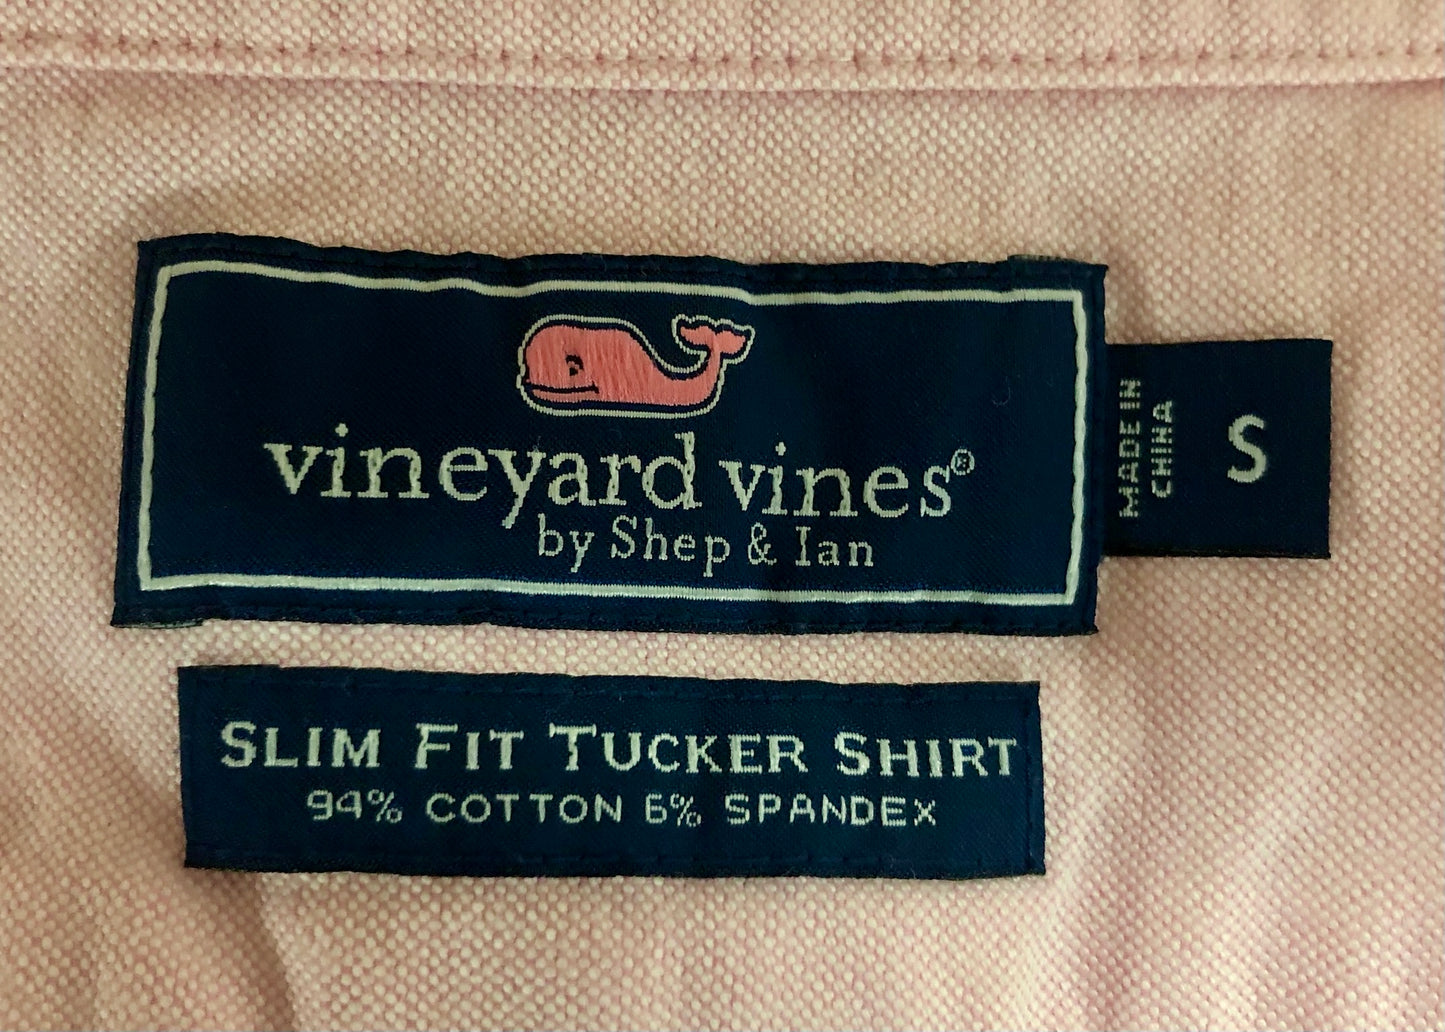 vineyard vines®
by Shep & Ian
MADE IN
CHINA
S
SLIM FIT TUCKER SHIRT
94% COTTON 6% SPANDEX